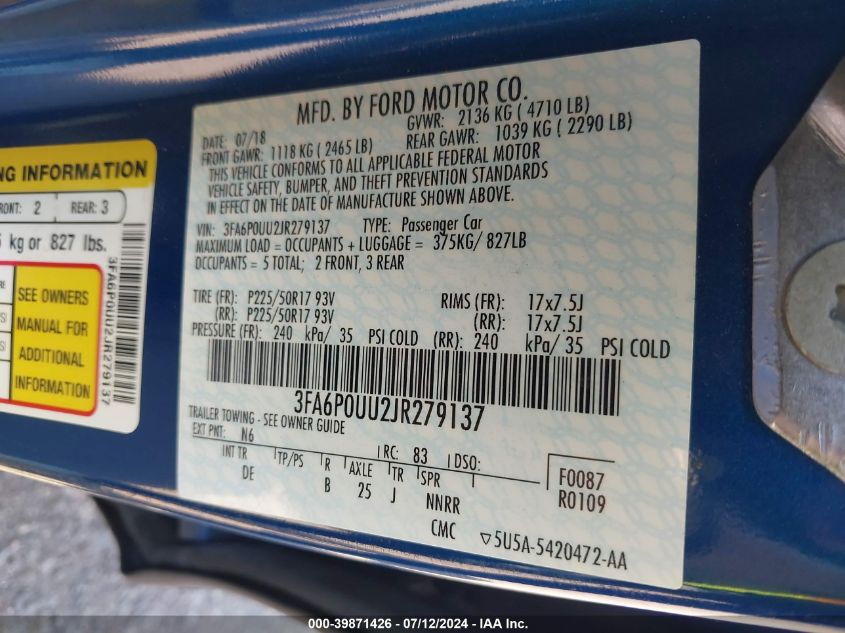 MFD. BY FORD MOTOR CO.
DATE: 07/18 GVWR: 2136 KG ( 4710 LB)
FRONT GAWR: 1118 KG ( 2465 LB) REAR GAWR: 1039 KG ( 2290 LB)
THIS VEHICLE CONFORMS TO ALL APPLICABLE FEDERAL MOTOR
VEHICLE SAFETY, BUMPER, AND THEFT PREVENTION STANDARDS
IN EFFECT ON THE DATE OF MANUFACTURE SHOWN ABOVE.
VIN: 3FA6P0UU2JR279137 TYPE: Passenger Car
MAXIMUM LOAD = OCCUPANTS + LUGGAGE = 375KG/ 827LB
OCCUPANTS = 5 TOTAL; 2 FRONT, 3 REAR
TIRE (FR): P225/50R17 93V RIMS (FR): 17x7.5J
(RR): P225/50R17 93V (RR): 17x7.5J
PRESSURE (FR): 240 kPa/ 35 PSI COLD (RR): 240 kPa/ 35 PSI COLD
3FA6P0UU2JR279137
TRAILER TOWING - SEE OWNER GUIDE
EXT PNT: N6 RC: 83 DSO:
INT TR TP/PS R AXLE TR SPR
DE B 25 J NNRR
F0087
R0109
CMC 5U5A-5420472-AA
NG INFORMATION
FRONT: 2 REAR: 3
kg or 827 lbs.
SEE OWNERS
MANUAL FOR
ADDITIONAL
INFORMATION
3FA6P0UU2JR279137
000-39871426 / 07/12/2024 - IAA Inc.